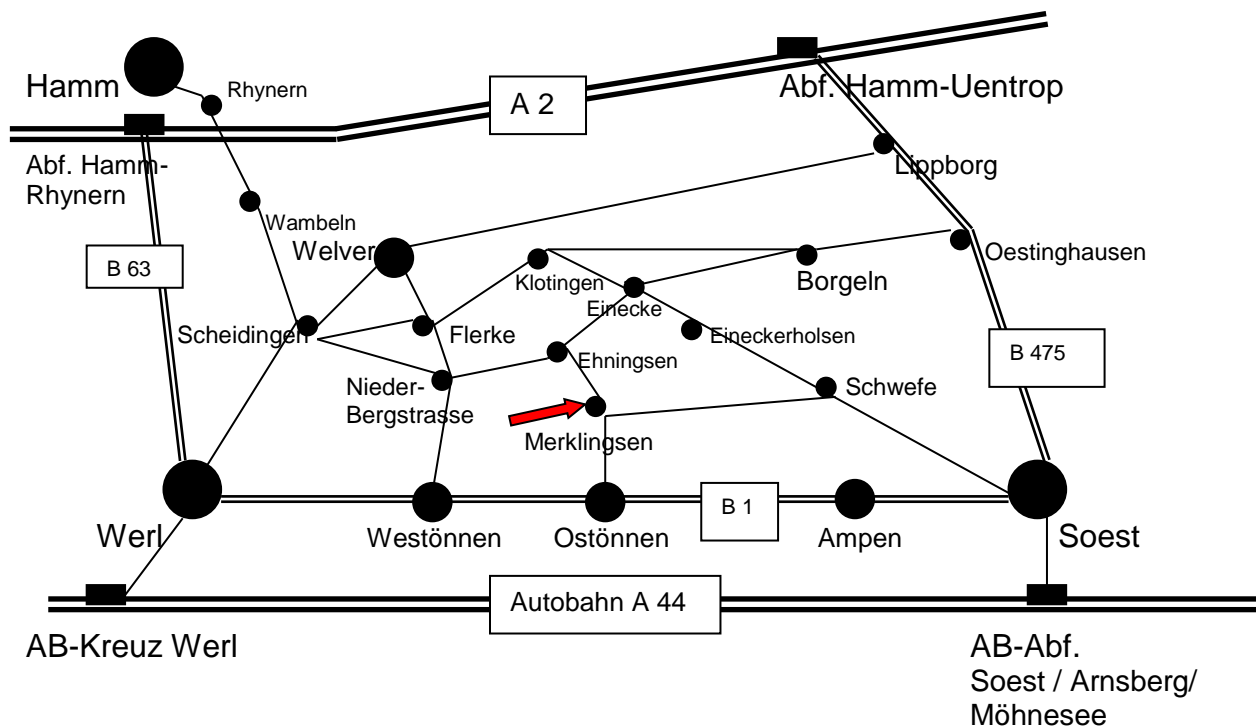 Hamm
Rhynern
A 2
Abf. Hamm-Uentrop
Abf. Hamm-
Rhynern
Lippborg
Wambeln
Welver
B 63
Klotingen
Borgeln
Oestinghausen
Einecke
Scheidingen
Flerke
Eineckerholsen
B 475
Ehningsen
Nieder-
Bergstrasse
Schwefe
Merklingsen
B 1
Werl
Westönnen
Ostönnen
Ampen
Soest
Autobahn A 44
AB-Kreuz Werl
AB-Abf.
Soest / Arnsberg/
Möhnesee